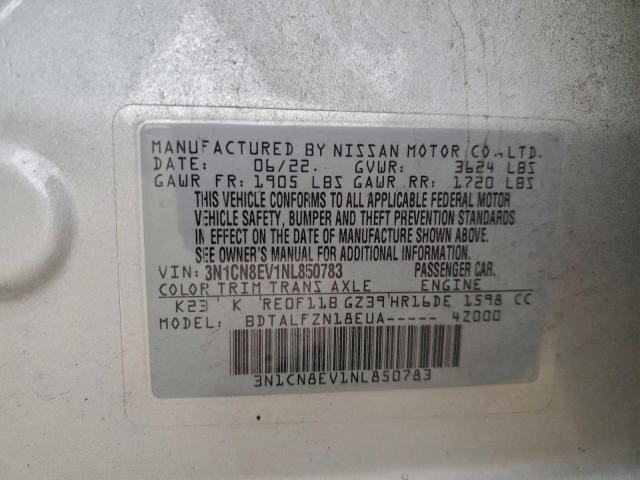 MANUFACTURED BY NISSAN MOTOR CO.,LTD.
DATE: 06/22. GVWR: 3624 LBS
GAWR FR: 1905 LBS GAWR RR: 1720 LBS
THIS VEHICLE CONFORMS TO ALL APPLICABLE FEDERAL MOTOR
VEHICLE SAFETY, BUMPER AND THEFT PREVENTION STANDARDS
IN EFFECT ON THE DATE OF MANUFACTURE SHOWN ABOVE.
SEE OWNER'S MANUAL FOR ADDITIONAL INFORMATION.
VIN: 3N1CN8EV1NL850783 PASSENGER CAR.
COLOR TRIM TRANS AXLE ENGINE
K23 K RE0F11B GZ39 HR16DE 1598 CC
MODEL: BDTALFZN18EUA----- 4Z000
3N1CN8EV1NL850783